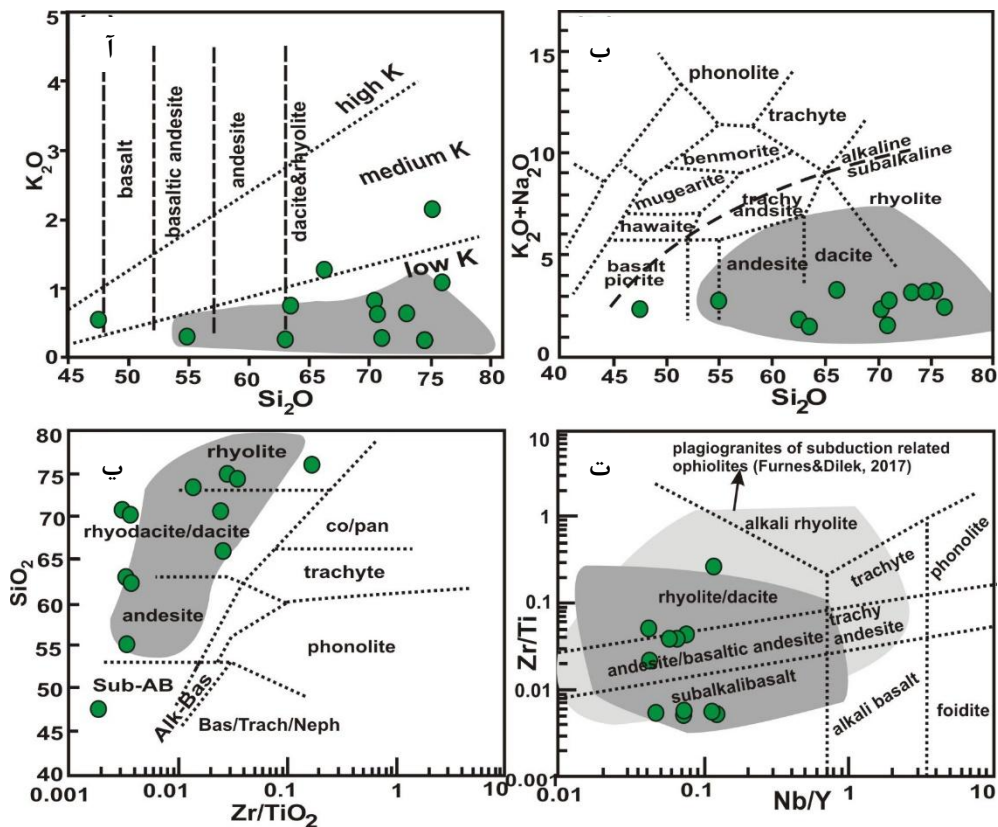 آ
5
4
3
2
1
0
K₂O
basalt
basaltic andesite
andesite
dacite&rhyolite
high K
medium K
low K
45 50 55 60 65 70 75 80
Si₂O
ب
15
10
5
0
K₂O+Na₂O
phonolite
trachyte
benmorite
mugearite
hawaite
trachy
andsite
alkaline
subalkaline
rhyolite
dacite
andesite
basalt
picrite
45 50 55 60 65 70 75 80
Si₂O
پ
80
75
70
65
60
55
50
45
40
SiO₂
rhyolite
rhyodacite/dacite
co/pan
trachyte
andesite
phonolite
Sub-AB
Alk-Bas
Bas/Trach/Neph
0.001 0.01 0.1 1 10
Zr/TiO₂
ت
10
1
0.1
0.01
0.001
Zr/Ti
plagiogranites of subduction related
ophiolites (Furnes&Dilek, 2017)
alkali rhyolite
trachyte
phonolite
rhyolite/dacite
trachy
andesite
andesite/basaltic andesite
subalkalibasalt
alkali basalt
foidite
0.01 0.1 1 10
Nb/Y